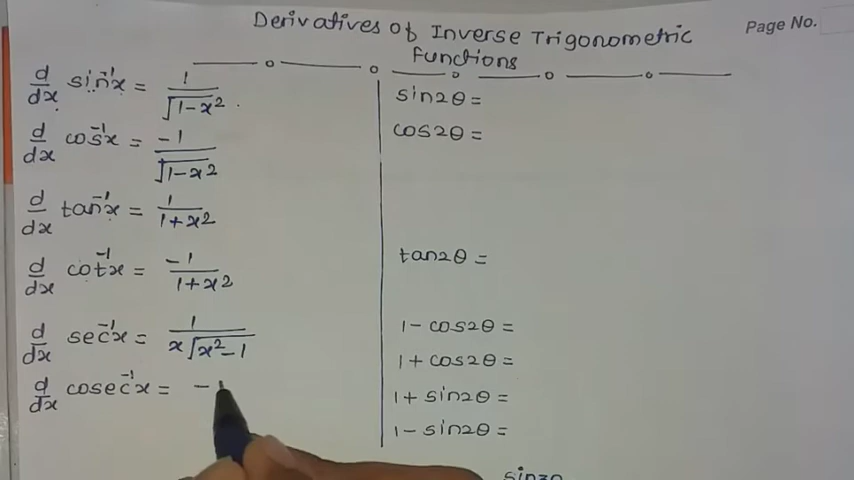 Derivatives of Inverse Trigonometric
Functions
Page No.
d/dx sin⁻¹x = 1/√(1-x²)
d/dx cos⁻¹x = -1/√(1-x²)
d/dx tan⁻¹x = 1/(1+x²)
d/dx cot⁻¹x = -1/(1+x²)
d/dx sec⁻¹x = 1/(x√(x²-1))
d/dx cosec⁻¹x = -1
sin2θ =
cos2θ =
tan2θ =
1-cos2θ =
1+cos2θ =
1+sin2θ =
1-sin2θ =